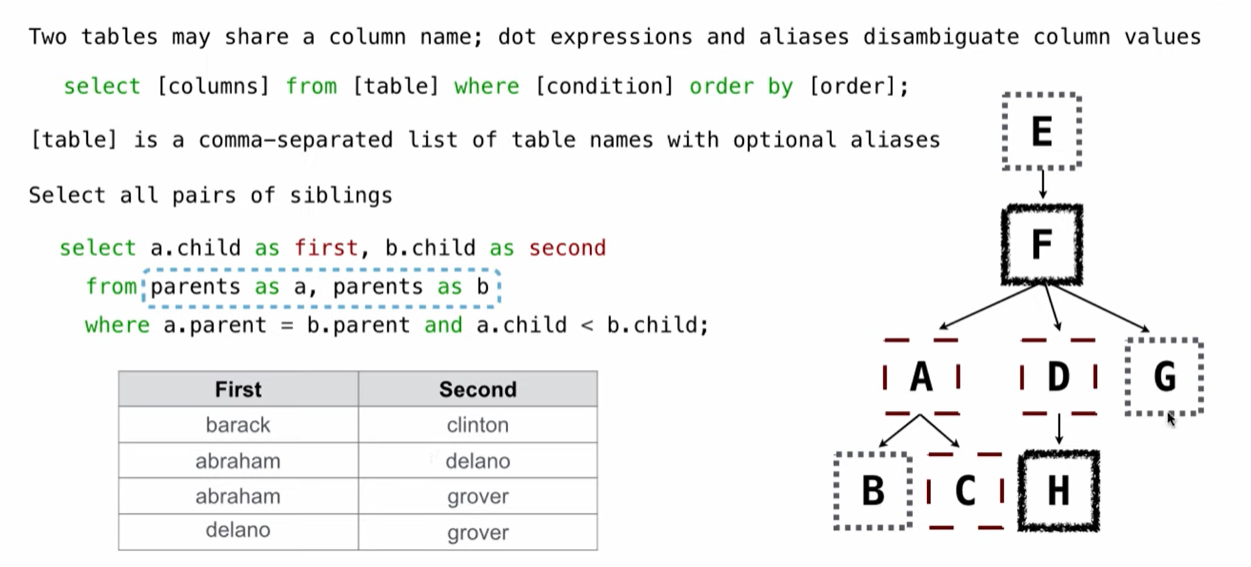 Two tables may share a column name; dot expressions and aliases disambiguate column values
select [columns] from [table] where [condition] order by [order];
[table] is a comma-separated list of table names with optional aliases
Select all pairs of siblings
select a.child as first, b.child as second
from parents as a, parents as b
where a.parent = b.parent and a.child < b.child;
First Second
barack clinton
abraham delano
abraham grover
delano grover
E
F
A D G
B C H